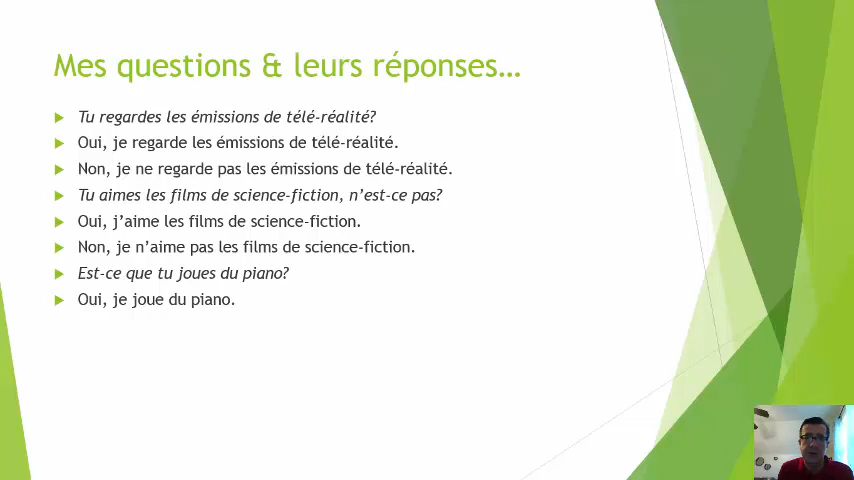 Mes questions & leurs réponses…
Tu regardes les émissions de télé-réalité?
Oui, je regarde les émissions de télé-réalité.
Non, je ne regarde pas les émissions de télé-réalité.
Tu aimes les films de science-fiction, n’est-ce pas?
Oui, j’aime les films de science-fiction.
Non, je n’aime pas les films de science-fiction.
Est-ce que tu joues du piano?
Oui, je joue du piano.